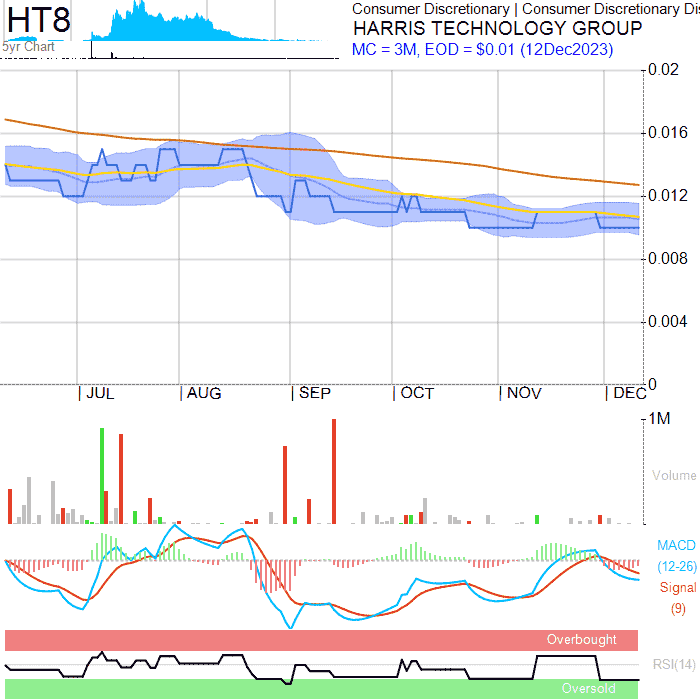 HT8
5yr Chart
Consumer Discretionary | Consumer Discretionary Dis
HARRIS TECHNOLOGY GROUP
MC = 3M, EOD = $0.01 (12Dec2023)
0.02
0.016
0.012
0.008
0.004
0
| JUL | AUG | SEP | OCT | NOV | DEC
1M
Volume
MACD
(12-26)
Signal
(9)
Overbought
RSI(14)
Oversold